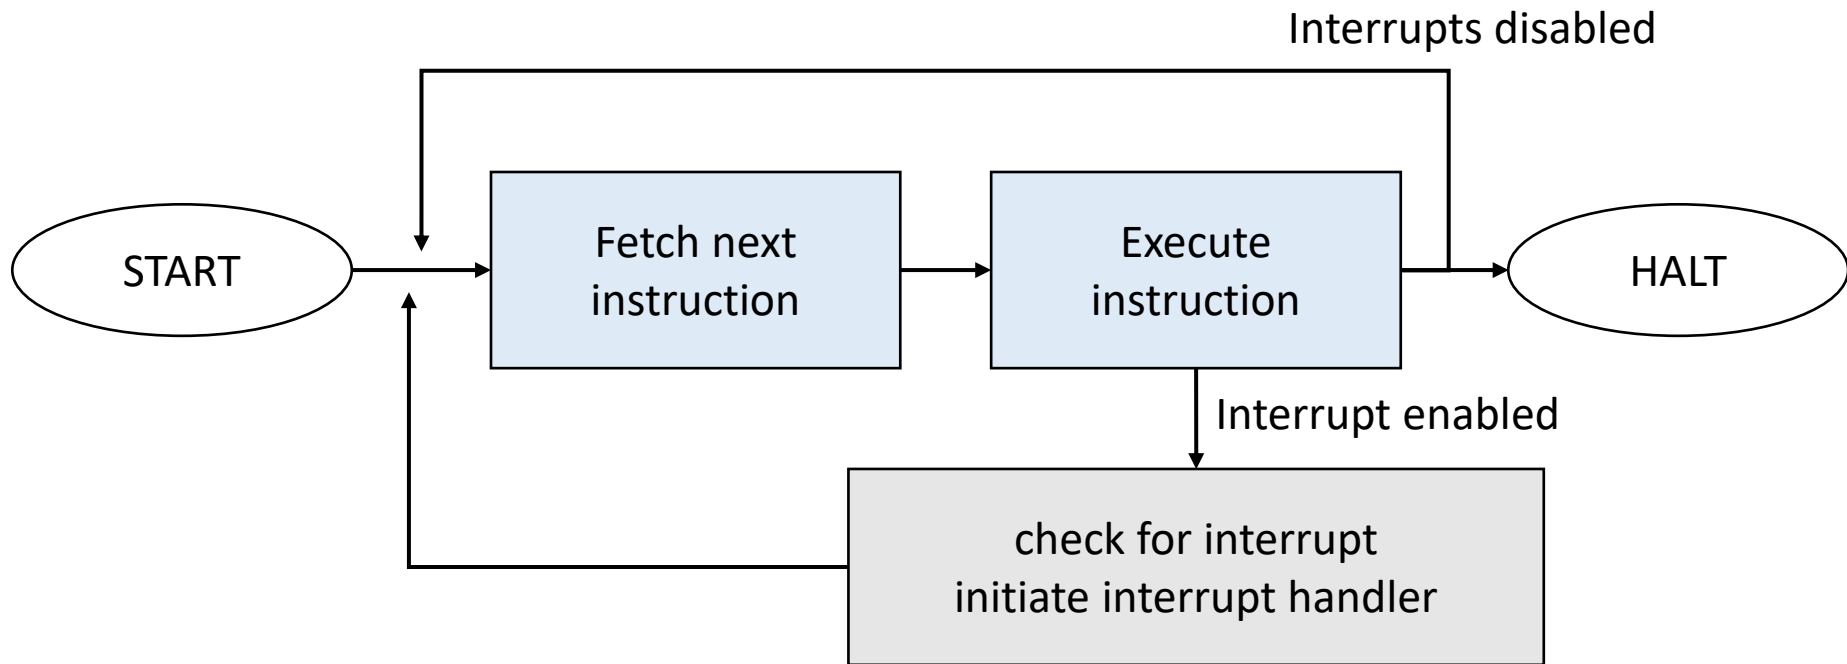 Interrupts disabled
START
Fetch next
instruction
Execute
instruction
HALT
Interrupt enabled
check for interrupt
initiate interrupt handler